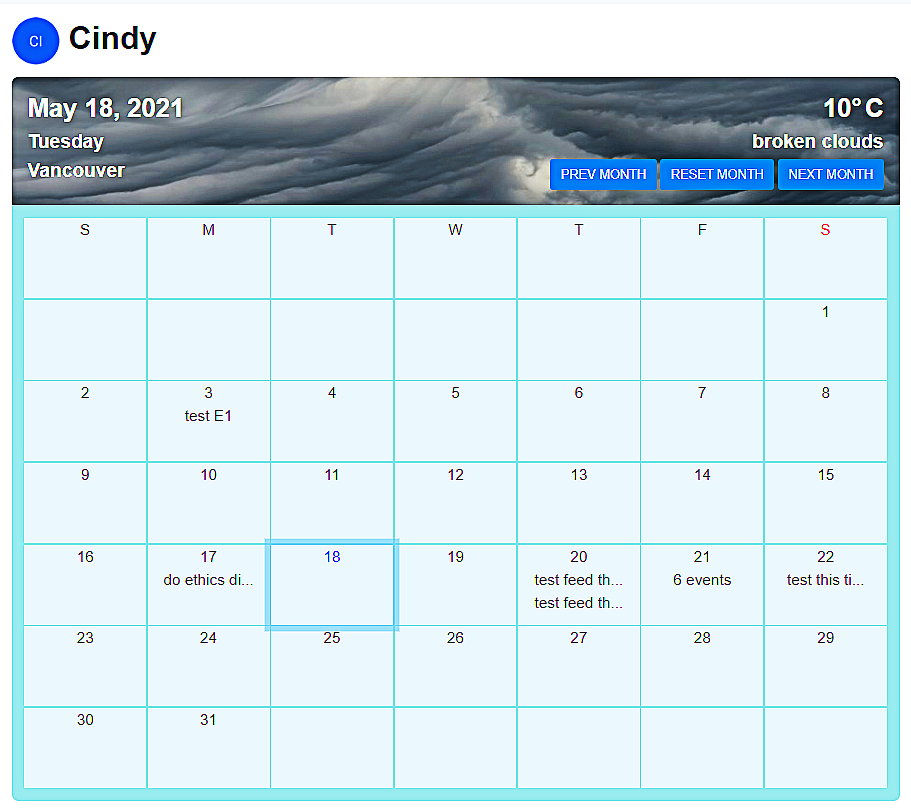 CI Cindy
May 18, 2021 10° C
Tuesday broken clouds
Vancouver PREV MONTH RESET MONTH NEXT MONTH
S M T W T F S
1
2 3 4 5 6 7 8
test E1
9 10 11 12 13 14 15
16 17 18 19 20 21 22
do ethics di... test feed th... 6 events test this ti...
test feed th...
23 24 25 26 27 28 29
30 31